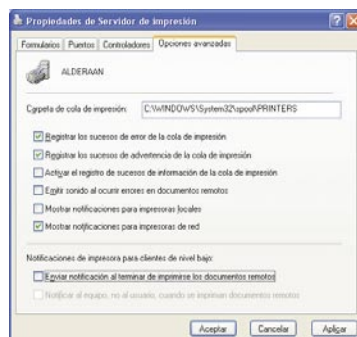 Propiedades de Servidor de impresión
Formularios Puertos Controladores Opciones avanzadas
ALDERAAN
Carpeta de cola de impresión: C:\WINDOWS\System32\spool\PRINTERS
Registrar los sucesos de error de la cola de impresión
Registrar los sucesos de advertencia de la cola de impresión
Activar el registro de sucesos de información de la cola de impresión
Emitir sonido al ocurrir errores en documentos remotos
Mostrar notificaciones para impresoras locales
Mostrar notificaciones para impresoras de red
Notificaciones de impresora para clientes de nivel bajo:
Enviar notificación al terminar de imprimirse los documentos remotos
Notificar al equipo, no al usuario, cuando se impriman documentos remotos
Aceptar Cancelar Aplicar